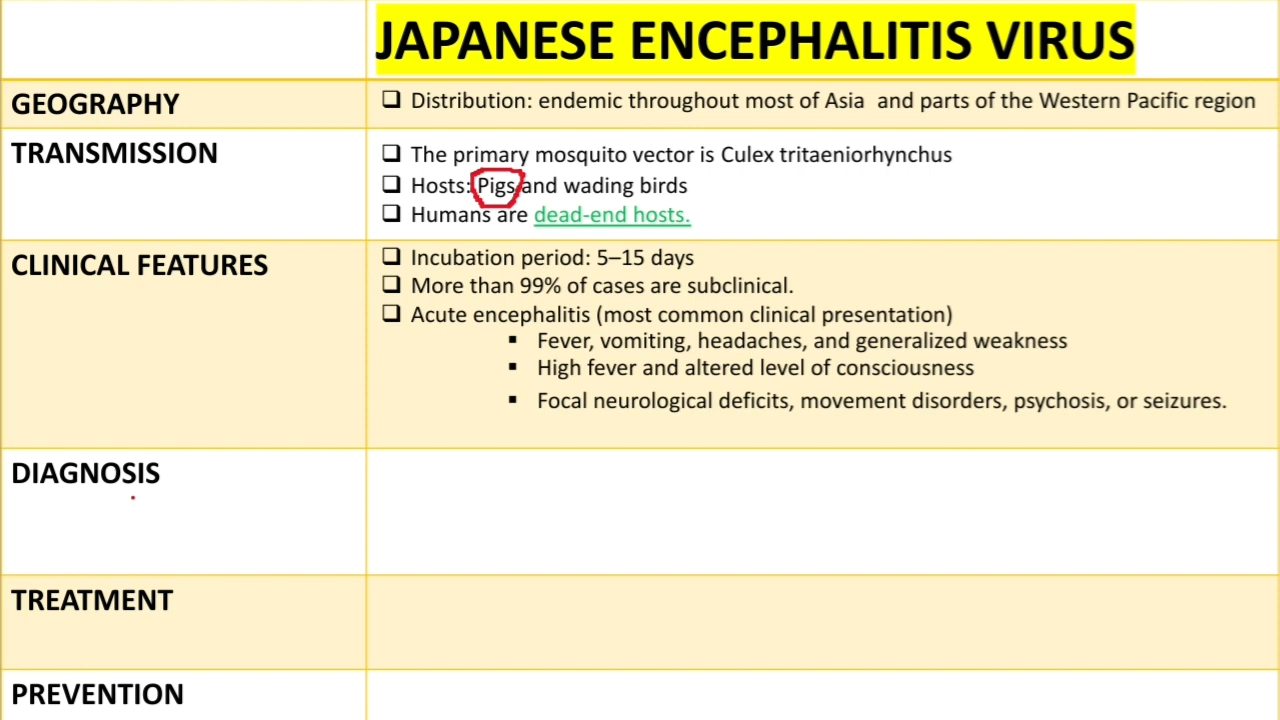 JAPANESE ENCEPHALITIS VIRUS
GEOGRAPHY
❑ Distribution: endemic throughout most of Asia and parts of the Western Pacific region
TRANSMISSION
❑ The primary mosquito vector is Culex tritaeniorhynchus
❑ Hosts: Pigs and wading birds
❑ Humans are dead-end hosts.
CLINICAL FEATURES
❑ Incubation period: 5–15 days
❑ More than 99% of cases are subclinical.
❑ Acute encephalitis (most common clinical presentation)
▪ Fever, vomiting, headaches, and generalized weakness
▪ High fever and altered level of consciousness
▪ Focal neurological deficits, movement disorders, psychosis, or seizures.
DIAGNOSIS
TREATMENT
PREVENTION